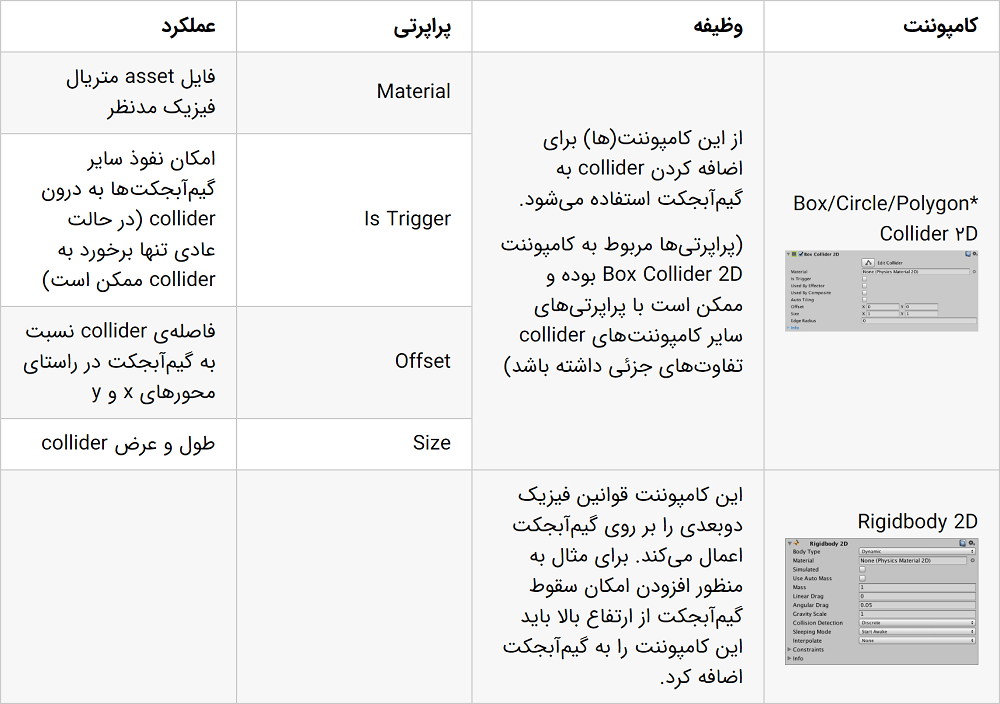 کامپوننت
وظیفه
پراپرتی
عملکرد
Box/Circle/Polygon*
Collider ۲D
Box Collider 2D
Edit Collider
Material None (Physics Material 2D)
Is Trigger
Used By Effector
Used By Composite
Auto Tiling
Offset X 0 Y 0
Size X 1 Y 1
Edge Radius 0
Info
از این کامپوننت(ها) برای
اضافه کردن collider به
گیم‌آبجکت استفاده می‌شود.
(پراپرتی‌ها مربوط به کامپوننت
Box Collider 2D بوده و
ممکن است با پراپرتی‌های
سایر کامپوننت‌های collider
تفاوت‌های جزئی داشته باشد)
Material
فایل asset متریال
فیزیک مدنظر
Is Trigger
امکان نفوذ سایر
گیم‌آبجکت‌ها به درون
collider (در حالت
عادی تنها برخورد به
collider ممکن است)
Offset
فاصله‌ی collider نسبت
به گیم‌آبجکت در راستای
محورهای x و y
Size
طول و عرض collider
Rigidbody 2D
Rigidbody 2D
Body Type Dynamic
Material None (Physics Material 2D)
Simulated
Use Auto Mass
Mass 1
Linear Drag 0
Angular Drag 0.05
Gravity Scale 1
Collision Detection Discrete
Sleeping Mode Start Awake
Interpolate None
Constraints
Info
این کامپوننت قوانین فیزیک
دوبعدی را بر روی گیم‌آبجکت
اعمال می‌کند. برای مثال به
منظور افزودن امکان سقوط
گیم‌آبجکت از ارتفاع بالا باید
این کامپوننت را به گیم‌آبجکت
اضافه کرد.